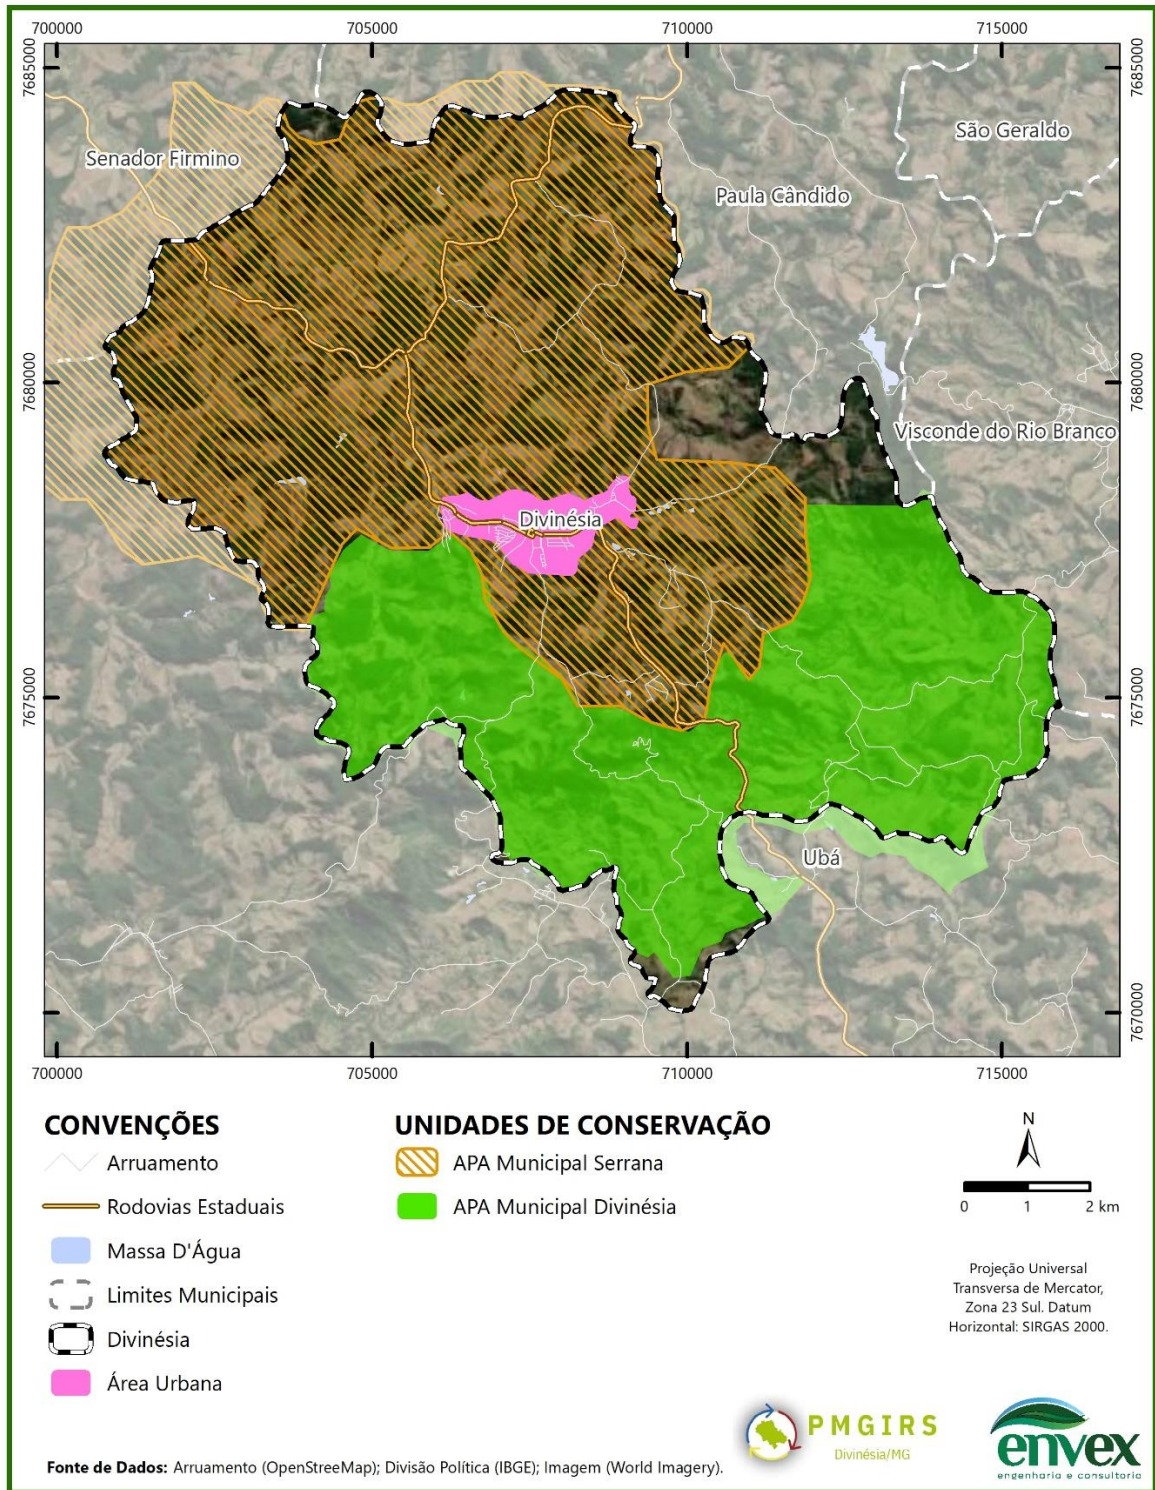 700000 705000 710000 715000
7685000 7685000
São Geraldo
Senador Firmino
Paula Cândido
7680000 7680000
Visconde do Rio Branco
Divinésia
7675000 7675000
Ubá
7670000 7670000
700000 705000 710000 715000
CONVENÇÕES
Arruamento
Rodovias Estaduais
Massa D'Água
Limites Municipais
Divinésia
Área Urbana
UNIDADES DE CONSERVAÇÃO
APA Municipal Serrana
APA Municipal Divinésia
N
0 1 2 km
Projeção Universal
Transversa de Mercator,
Zona 23 Sul. Datum
Horizontal: SIRGAS 2000.
PMGIRS
Divinésia/MG
envex
engenharia e consultoria
Fonte de Dados: Arruamento (OpenStreeMap); Divisão Política (IBGE); Imagem (World Imagery).